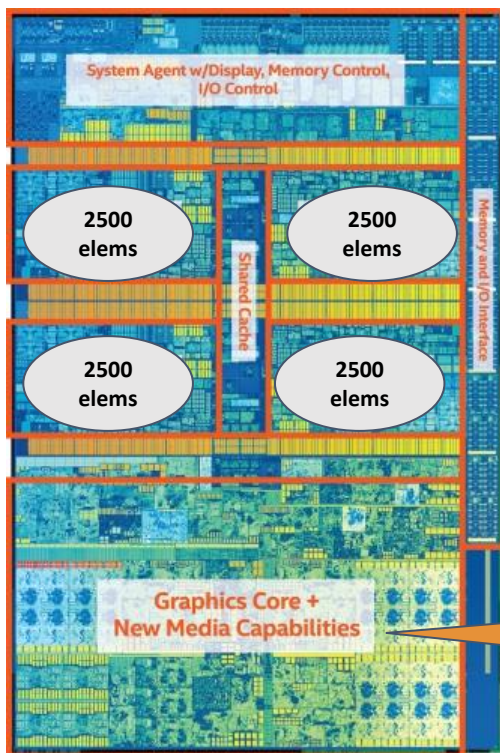 System Agent w/Display, Memory Control,
I/O Control
2500
elems
2500
elems
Shared Cache
Memory and I/O Interface
2500
elems
2500
elems
Graphics Core +
New Media Capabilities